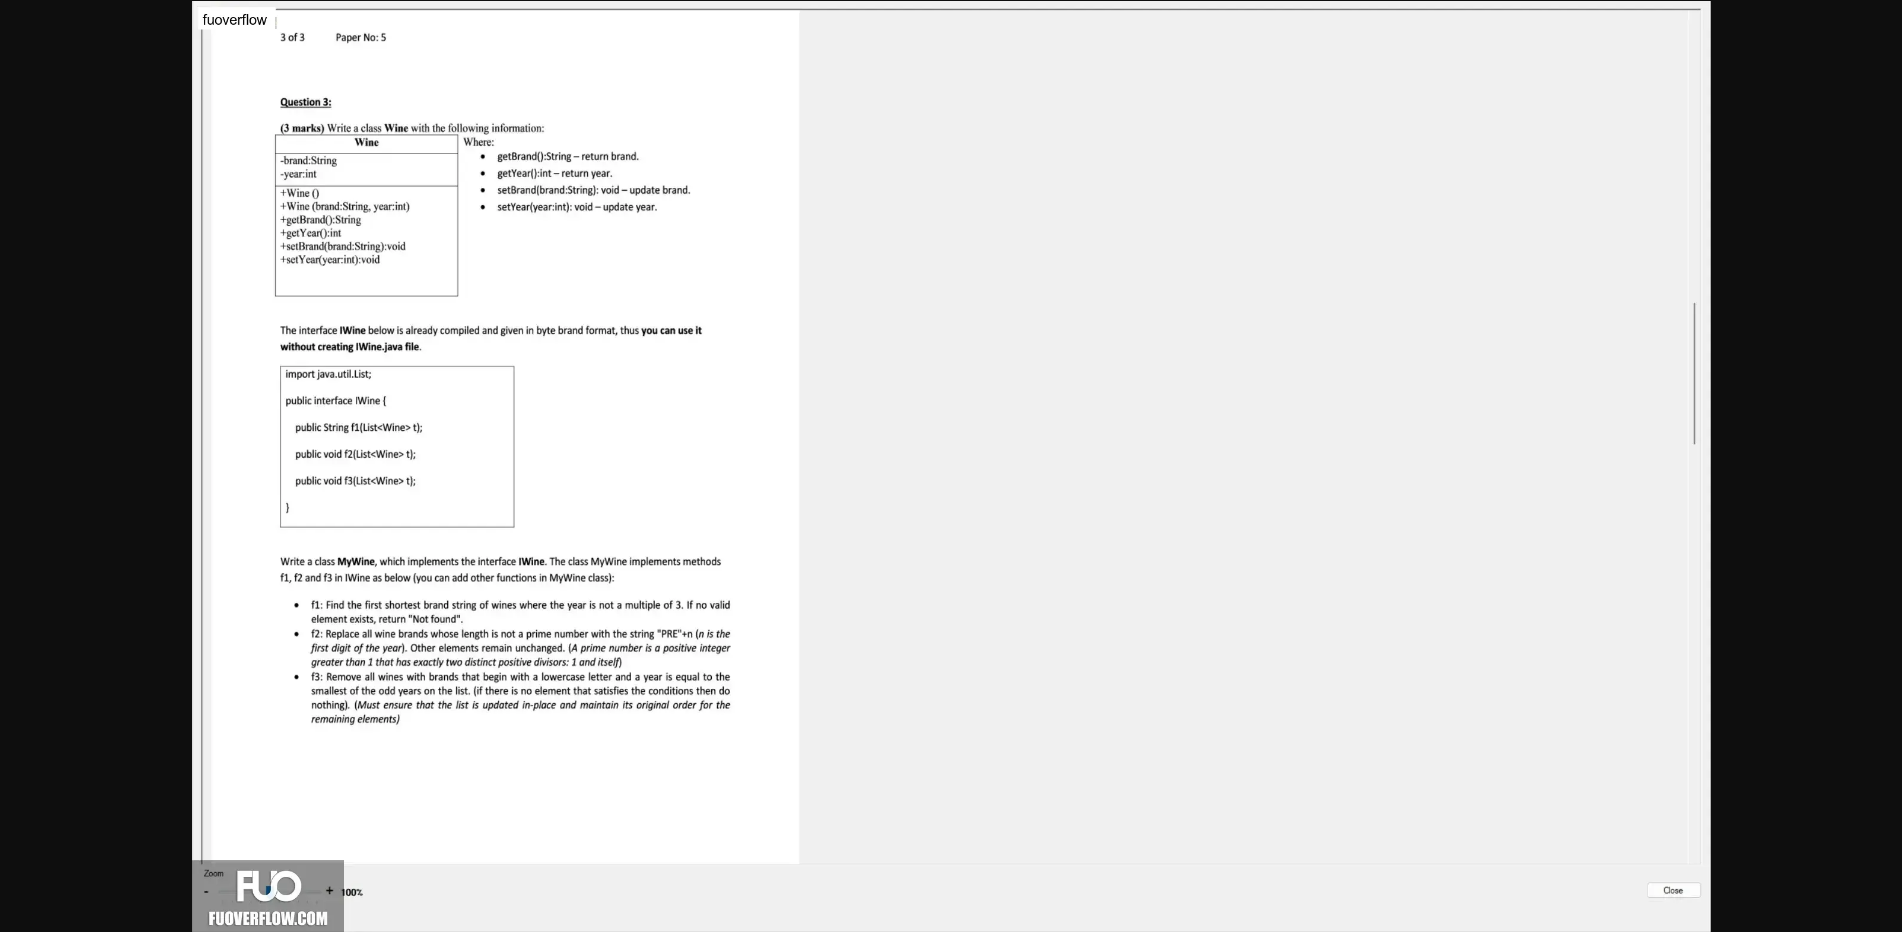 fuoverflow
3 of 3 Paper No: 5
Question 3:
(3 marks) Write a class Wine with the following information:
Wine
-brand:String
-year:int
+Wine ()
+Wine (brand:String, year:int)
+getBrand():String
+getYear():int
+setBrand(brand:String):void
+setYear(year:int):void
Where:
• getBrand():String – return brand.
• getYear():int – return year.
• setBrand(brand:String): void – update brand.
• setYear(year:int): void – update year.
The interface IWine below is already compiled and given in byte brand format, thus you can use it
without creating IWine.java file.
import java.util.List;
public interface IWine {
public String f1(List<Wine> t);
public void f2(List<Wine> t);
public void f3(List<Wine> t);
}
Write a class MyWine, which implements the interface IWine. The class MyWine implements methods
f1, f2 and f3 in IWine as below (you can add other functions in MyWine class):
• f1: Find the first shortest brand string of wines where the year is not a multiple of 3. If no valid
element exists, return "Not found".
• f2: Replace all wine brands whose length is not a prime number with the string "PRE"+n (n is the
first digit of the year). Other elements remain unchanged. (A prime number is a positive integer
greater than 1 that has exactly two distinct positive divisors: 1 and itself)
• f3: Remove all wines with brands that begin with a lowercase letter and a year is equal to the
smallest of the odd years on the list. (if there is no element that satisfies the conditions then do
nothing). (Must ensure that the list is updated in-place and maintain its original order for the
remaining elements)
Zoom
- + 100%
FUO
FUOVERFLOW.COM
Close